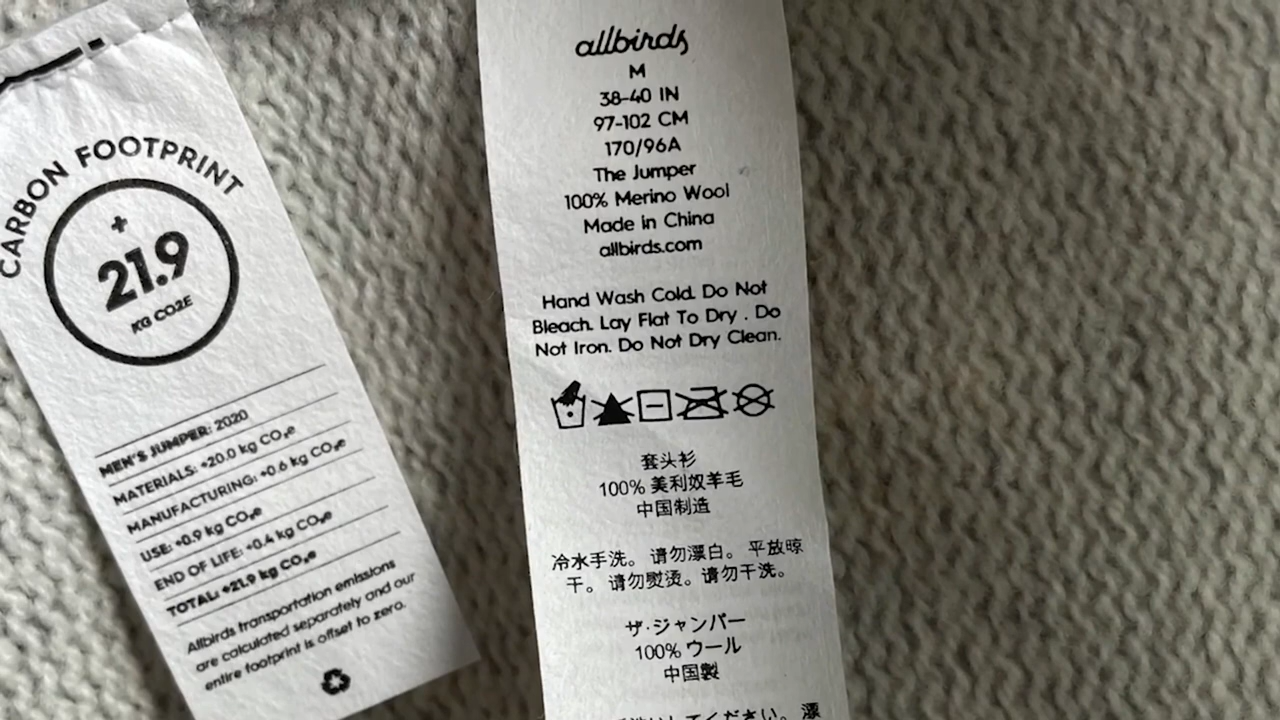 CARBON FOOTPRINT
+
21.9
KG CO2E
MEN'S JUMPER: 2020
MATERIALS: +20.0 kg CO₂e
MANUFACTURING: +0.6 kg CO₂e
USE: +0.9 kg CO₂e
END OF LIFE: +0.4 kg CO₂e
TOTAL: +21.9 kg CO₂e
Allbirds transportation emissions
are calculated separately and our
entire footprint is offset to zero.
allbirds
M
38-40 IN
97-102 CM
170/96A
The Jumper
100% Merino Wool
Made in China
allbirds.com
Hand Wash Cold. Do Not
Bleach. Lay Flat To Dry . Do
Not Iron. Do Not Dry Clean.
套头衫
100% 美利奴羊毛
中国制造
冷水手洗。 请勿漂白。 平放晾
干。 请勿熨烫。请勿干洗。
ザ·ジャンパー
100% ウール
中国製
てください。 漂